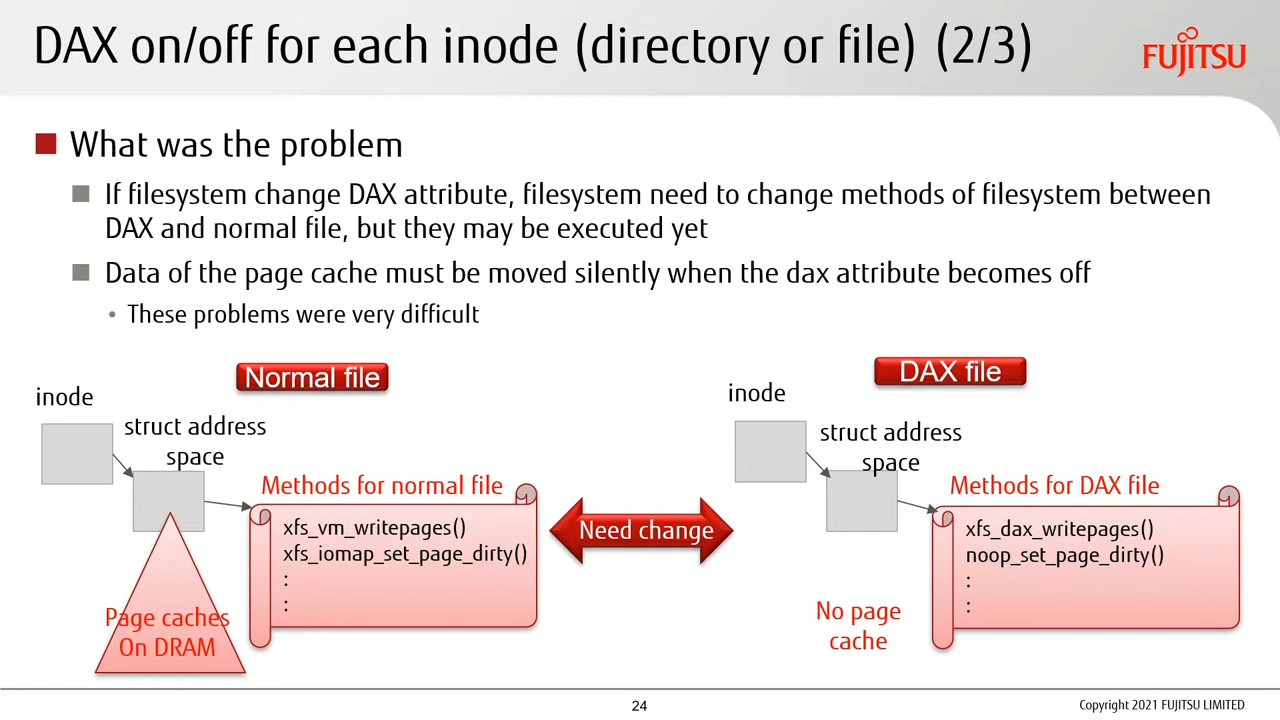 DAX on/off for each inode (directory or file) (2/3)
FUJITSU
What was the problem
If filesystem change DAX attribute, filesystem need to change methods of filesystem between
DAX and normal file, but they may be executed yet
Data of the page cache must be moved silently when the dax attribute becomes off
• These problems were very difficult
Normal file
inode
struct address
space
Methods for normal file
xfs_vm_writepages()
xfs_iomap_set_page_dirty()
:
:
Page caches
On DRAM
Need change
DAX file
inode
struct address
space
Methods for DAX file
xfs_dax_writepages()
noop_set_page_dirty()
:
:
No page
cache
24
Copyright 2021 FUJITSU LIMITED